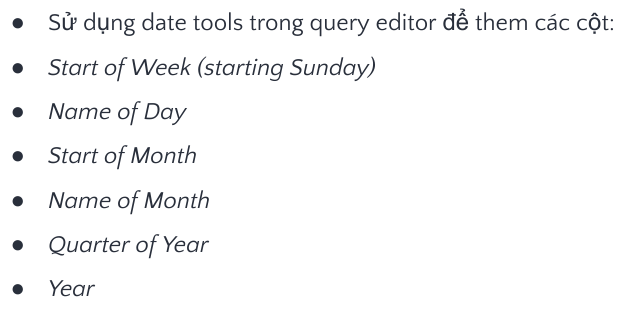 ● Sử dụng date tools trong query editor để them các cột:
● Start of Week (starting Sunday)
● Name of Day
● Start of Month
● Name of Month
● Quarter of Year
● Year